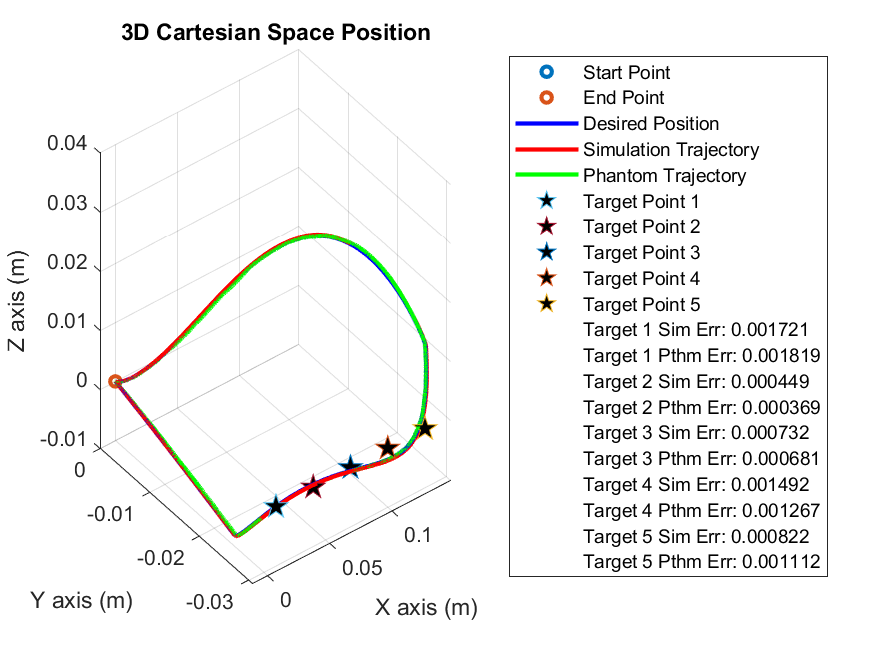 3D Cartesian Space Position
0.04
0.03
0.02
0.01
0
-0.01
Z axis (m)
0
-0.01
-0.02
-0.03
Y axis (m)
0
0.05
0.1
X axis (m)
Start Point
End Point
Desired Position
Simulation Trajectory
Phantom Trajectory
Target Point 1
Target Point 2
Target Point 3
Target Point 4
Target Point 5
Target 1 Sim Err: 0.001721
Target 1 Pthm Err: 0.001819
Target 2 Sim Err: 0.000449
Target 2 Pthm Err: 0.000369
Target 3 Sim Err: 0.000732
Target 3 Pthm Err: 0.000681
Target 4 Sim Err: 0.001492
Target 4 Pthm Err: 0.001267
Target 5 Sim Err: 0.000822
Target 5 Pthm Err: 0.001112